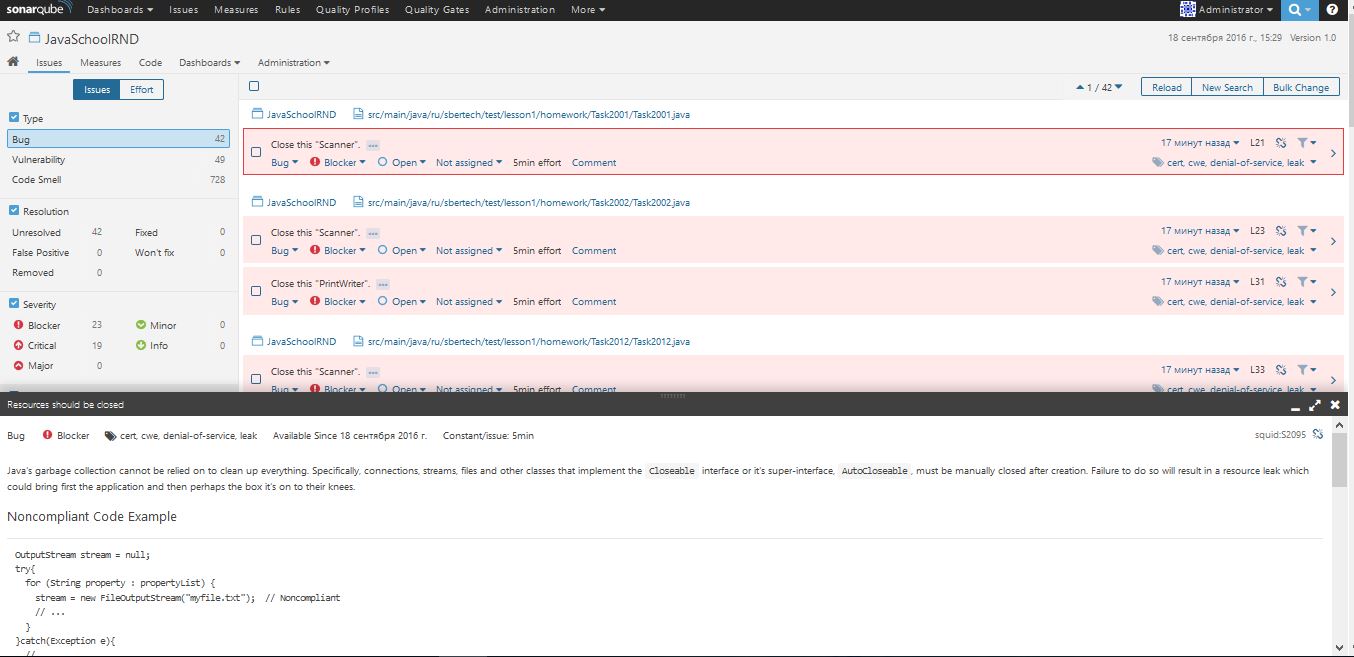 sonarqube Dashboards Issues Measures Rules Quality Profiles Quality Gates Administration More Administrator
JavaSchoolRND
18 сентября 2016 г., 15:29 Version 1.0
Issues Measures Code Dashboards Administration
Issues Effort
1 / 42 Reload New Search Bulk Change
Type
Bug 42
Vulnerability 49
Code Smell 728
Resolution
Unresolved 42 Fixed 0
False Positive 0 Won't fix 0
Removed 0
Severity
Blocker 23 Minor 0
Critical 19 Info 0
Major 0
JavaSchoolRND src/main/java/ru/sbertech/test/lesson1/homework/Task2001/Task2001.java
Close this "Scanner". 17 минут назад L21
Bug Blocker Open Not assigned 5min effort Comment cert, cwe, denial-of-service, leak
JavaSchoolRND src/main/java/ru/sbertech/test/lesson1/homework/Task2002/Task2002.java
Close this "Scanner". 17 минут назад L23
Bug Blocker Open Not assigned 5min effort Comment cert, cwe, denial-of-service, leak
Close this "PrintWriter". 17 минут назад L31
Bug Blocker Open Not assigned 5min effort Comment cert, cwe, denial-of-service, leak
JavaSchoolRND src/main/java/ru/sbertech/test/lesson1/homework/Task2012/Task2012.java
Close this "Scanner". 17 минут назад L33
Bug Blocker Open Not assigned 5min effort Comment cert, cwe, denial-of-service, leak
Resources should be closed
Bug Blocker cert, cwe, denial-of-service, leak Available Since 18 сентября 2016 г. Constant/issue: 5min squid:S2095
Java's garbage collection cannot be relied on to clean up everything. Specifically, connections, streams, files and other classes that implement the Closeable interface or it's super-interface, AutoCloseable, must be manually closed after creation. Failure to do so will result in a resource leak which
could bring first the application and then perhaps the box it's on to their knees.
Noncompliant Code Example
OutputStream stream = null;
try{
for (String property : propertyList) {
stream = new FileOutputStream("myfile.txt"); // Noncompliant
// ...
}
}catch(Exception e){
//